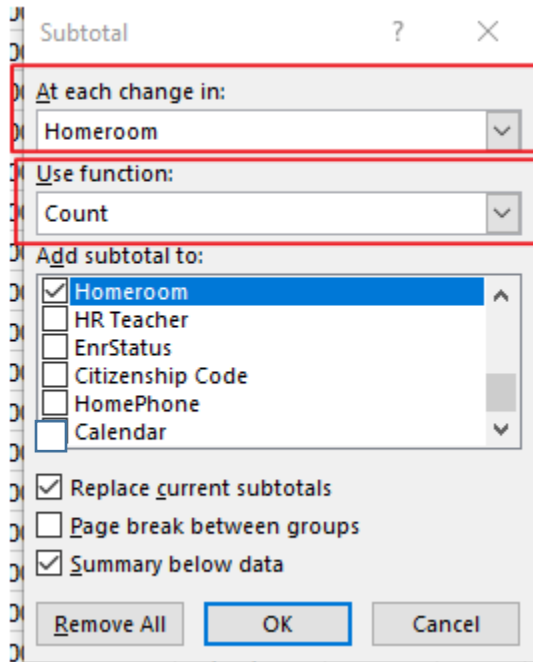 Subtotal ? ×
At each change in:
Homeroom
Use function:
Count
Add subtotal to:
Homeroom
HR Teacher
EnrStatus
Citizenship Code
HomePhone
Calendar
Replace current subtotals
Page break between groups
Summary below data
Remove All OK Cancel